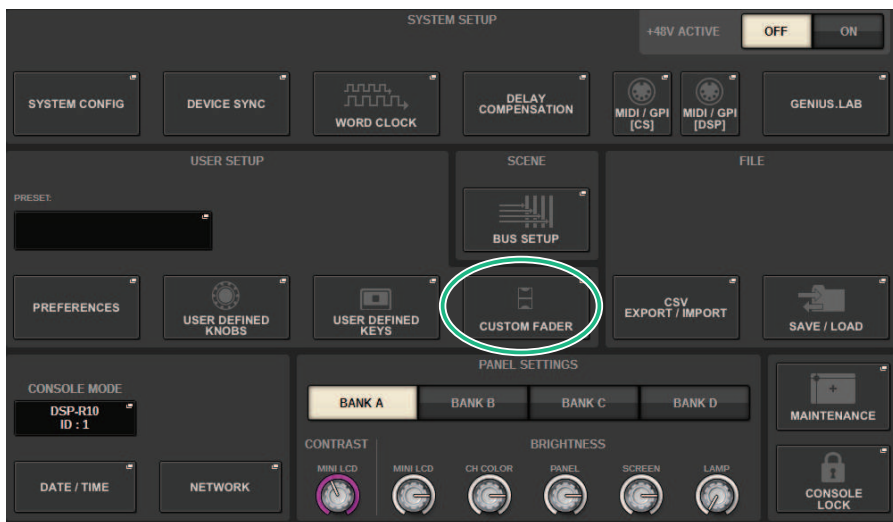 SYSTEM SETUP
+48V ACTIVE
OFF
ON
SYSTEM CONFIG
DEVICE SYNC
WORD CLOCK
DELAY
COMPENSATION
MIDI / GPI
[CS]
MIDI / GPI
[DSP]
GENIUS.LAB
USER SETUP
SCENE
FILE
PRESET:
BUS SETUP
PREFERENCES
USER DEFINED
KNOBS
USER DEFINED
KEYS
CUSTOM FADER
CSV
EXPORT / IMPORT
SAVE / LOAD
CONSOLE MODE
DSP-R10
ID : 1
DATE / TIME
NETWORK
PANEL SETTINGS
BANK A
BANK B
BANK C
BANK D
CONTRAST
BRIGHTNESS
MINI LCD
MINI LCD
CH COLOR
PANEL
SCREEN
LAMP
MAINTENANCE
CONSOLE
LOCK